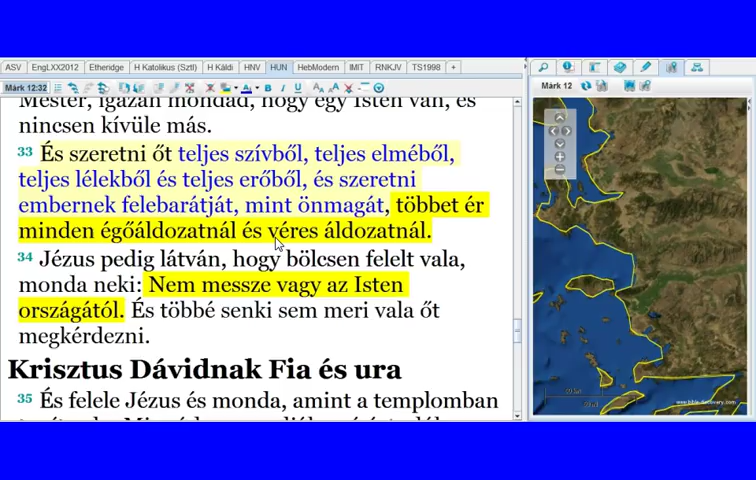 ASV EngLXX2012 Etheridge H Katolikus (SztI) H Káldi HNV HUN HebModern IMIT RNKJV TS1998 +
Márk 12:32
Márk 12
Mester, igazán mondád, hogy egy Isten van, és
nincsen kívüle más.
33 És szeretni őt teljes szívből, teljes elméből,
teljes lélekből és teljes erőből, és szeretni
embernek felebarátját, mint önmagát, többet ér
minden égőáldozatnál és véres áldozatnál.
34 Jézus pedig látván, hogy bölcsen felelt vala,
monda neki: Nem messze vagy az Isten
országától. És többé senki sem meri vala őt
megkérdezni.
Krisztus Dávidnak Fia és ura
35 És felele Jézus és monda, amint a templomban